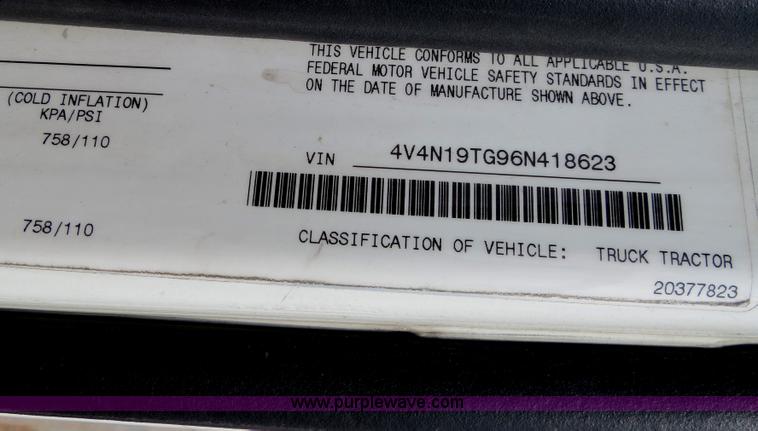 THIS VEHICLE CONFORMS TO ALL APPLICABLE U.S.A.
FEDERAL MOTOR VEHICLE SAFETY STANDARDS IN EFFECT
ON THE DATE OF MANUFACTURE SHOWN ABOVE.
(COLD INFLATION)
KPA/PSI
758/110
VIN 4V4N19TG96N418623
758/110
CLASSIFICATION OF VEHICLE: TRUCK TRACTOR
20377823
www.purplewave.com